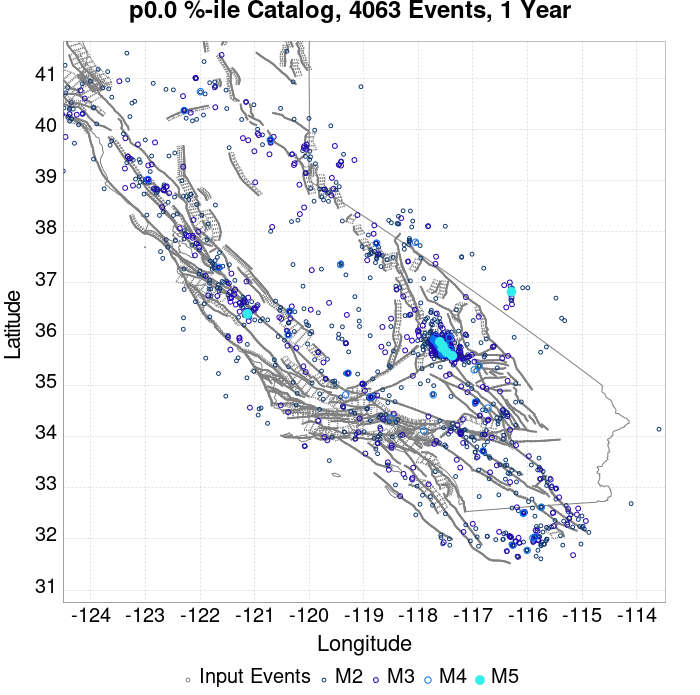 p0.0 %-ile Catalog, 4063 Events, 1 Year
41
40
39
38
37
36
35
34
33
32
31
Latitude
-124 -123 -122 -121 -120 -119 -118 -117 -116 -115 -114
Longitude
Input Events M2 M3 M4 M5